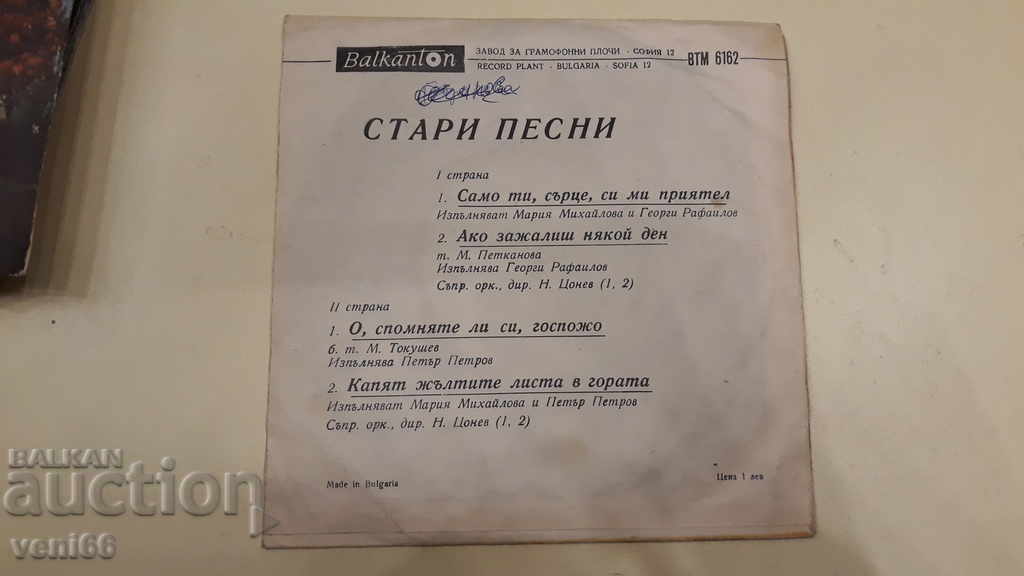 Balkanton
ЗАВОД ЗА ГРАМОФОННИ ПЛОЧИ · СОФИЯ 12
RECORD PLANT · BULGARIA · SOFIA 12
ВТМ 6162
СТАРИ ПЕСНИ
I страна
1. Само ти, сърце, си ми приятел
Изпълняват Мария Михайлова и Георги Рафаилов
2. Ако зажалиш някой ден
т. М. Петканова
Изпълнява Георги Рафаилов
Съпр. орк., дир. Н. Цонев (1, 2)
II страна
1. О, спомняте ли си, госпожо
б. т. М. Токушев
Изпълнява Петър Петров
2. Капят жълтите листа в гората
Изпълняват Мария Михайлова и Петър Петров
Съпр. орк., дир. Н. Цонев (1, 2)
Made in Bulgaria
Цена 1 лев
BALKAN
auction
veni66